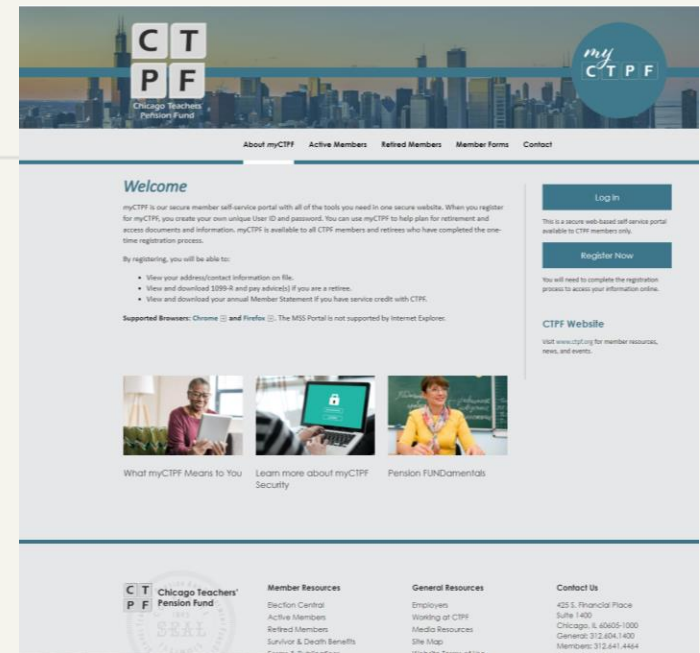 C T
P F
Chicago Teachers'
Pension Fund
my
CTPF
About myCTPF Active Members Retired Members Member Forms Contact
Welcome
myCTPF is our secure member self-service portal with all of the tools you need in one secure website. When you register
for myCTPF, you create your own unique User ID and password. You can use myCTPF to help plan for retirement and
access documents and information. myCTPF is available to all CTPF members and retirees who have completed the one-
time registration process.
By registering, you will be able to:
• View your address/contact information on file.
• View and download 1099-R and pay advice(s) if you are a retiree.
• View and download your annual Member Statement if you have service credit with CTPF.
Supported Browsers: Chrome and Firefox. The MSS Portal is not supported by Internet Explorer.
Log In
This is a secure web-based self-service portal
available to CTPF members only.
Register Now
You will need to complete the registration
process to access your information online.
CTPF Website
Visit www.ctpf.org for member resources,
news, and events.
What myCTPF Means to You
Learn more about myCTPF
Security
Pension FUNDamentals
C T
P F
Chicago Teachers'
Pension Fund
Member Resources
Election Central
Active Members
Retired Members
Survivor & Death Benefits
Forms & Publications
General Resources
Employers
Working at CTPF
Media Resources
Site Map
Website Terms of Use
Contact Us
425 S. Financial Place
Suite 1400
Chicago, IL 60605-1000
General: 312.604.1400
Members: 312.641.4464